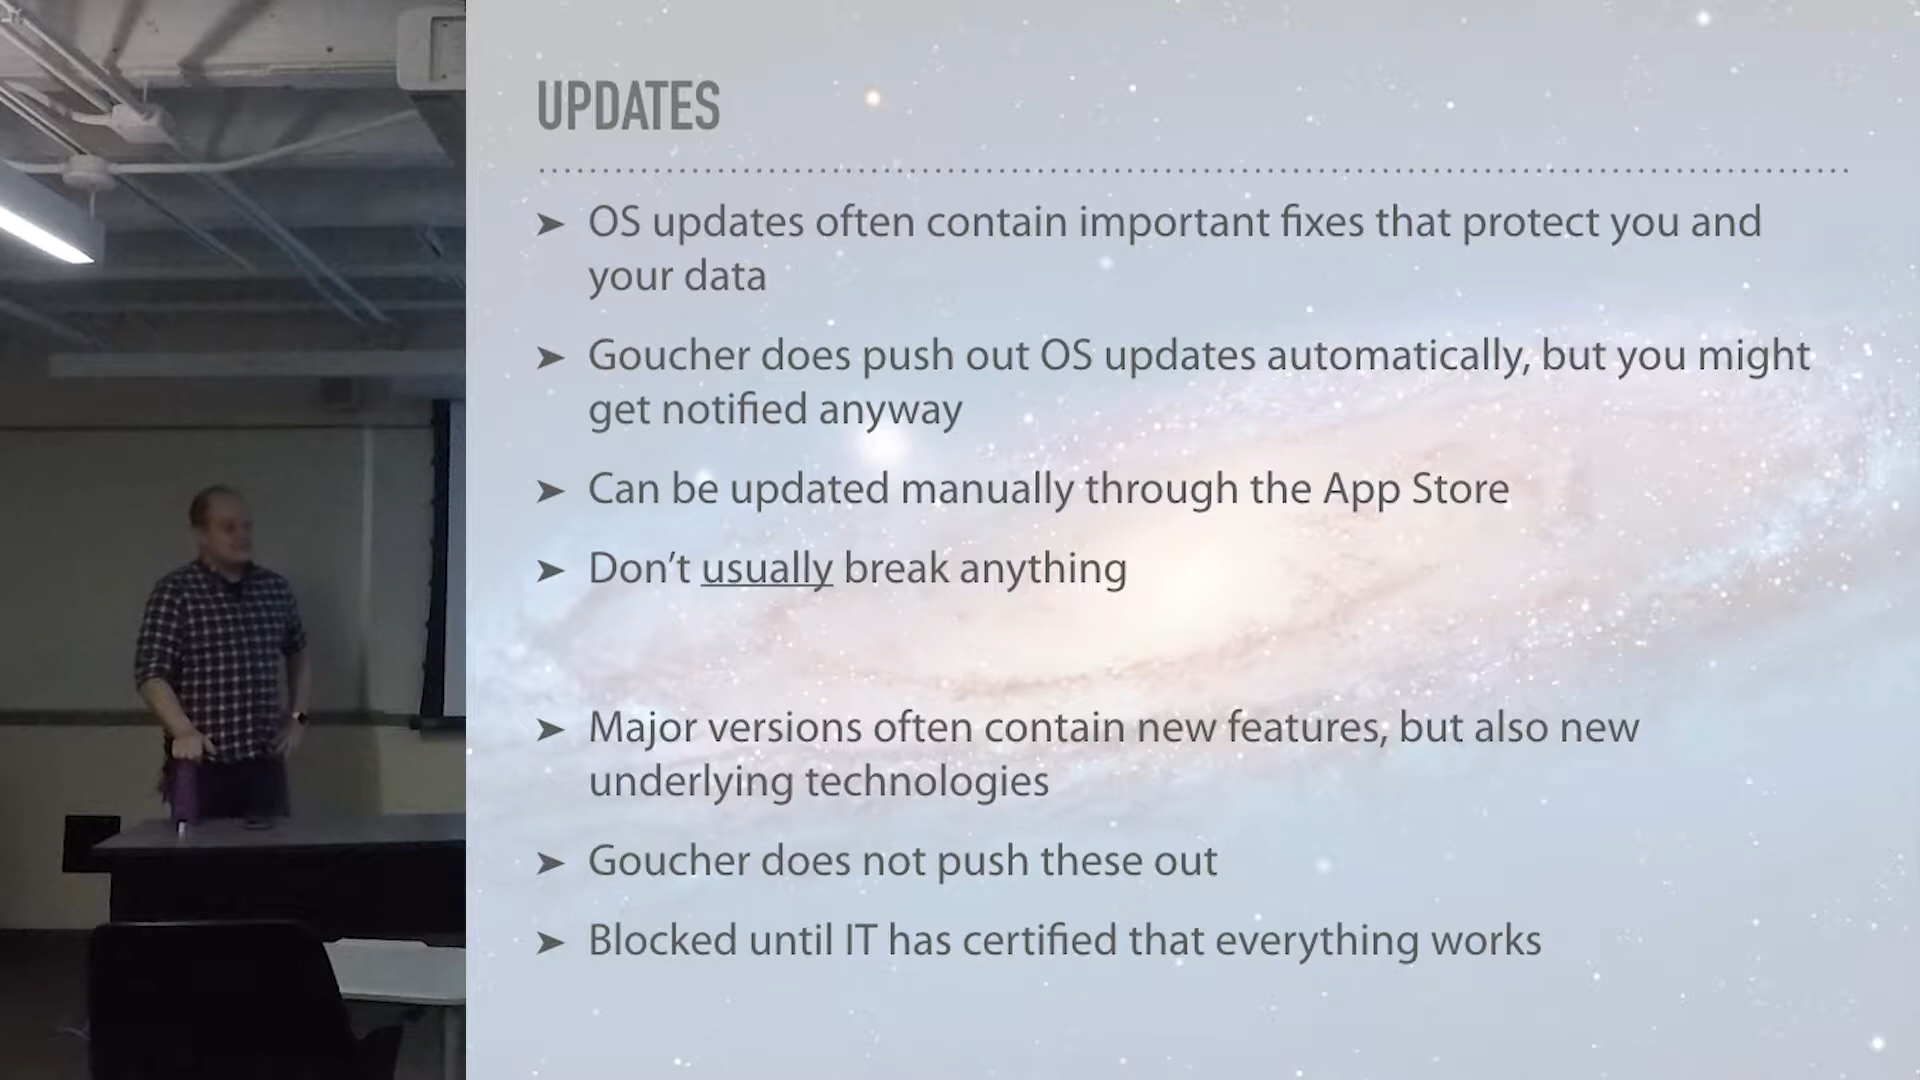 UPDATES
➤ OS updates often contain important fixes that protect you and
your data
➤ Goucher does push out OS updates automatically, but you might
get notified anyway
➤ Can be updated manually through the App Store
➤ Don’t usually break anything
➤ Major versions often contain new features, but also new
underlying technologies
➤ Goucher does not push these out
➤ Blocked until IT has certified that everything works